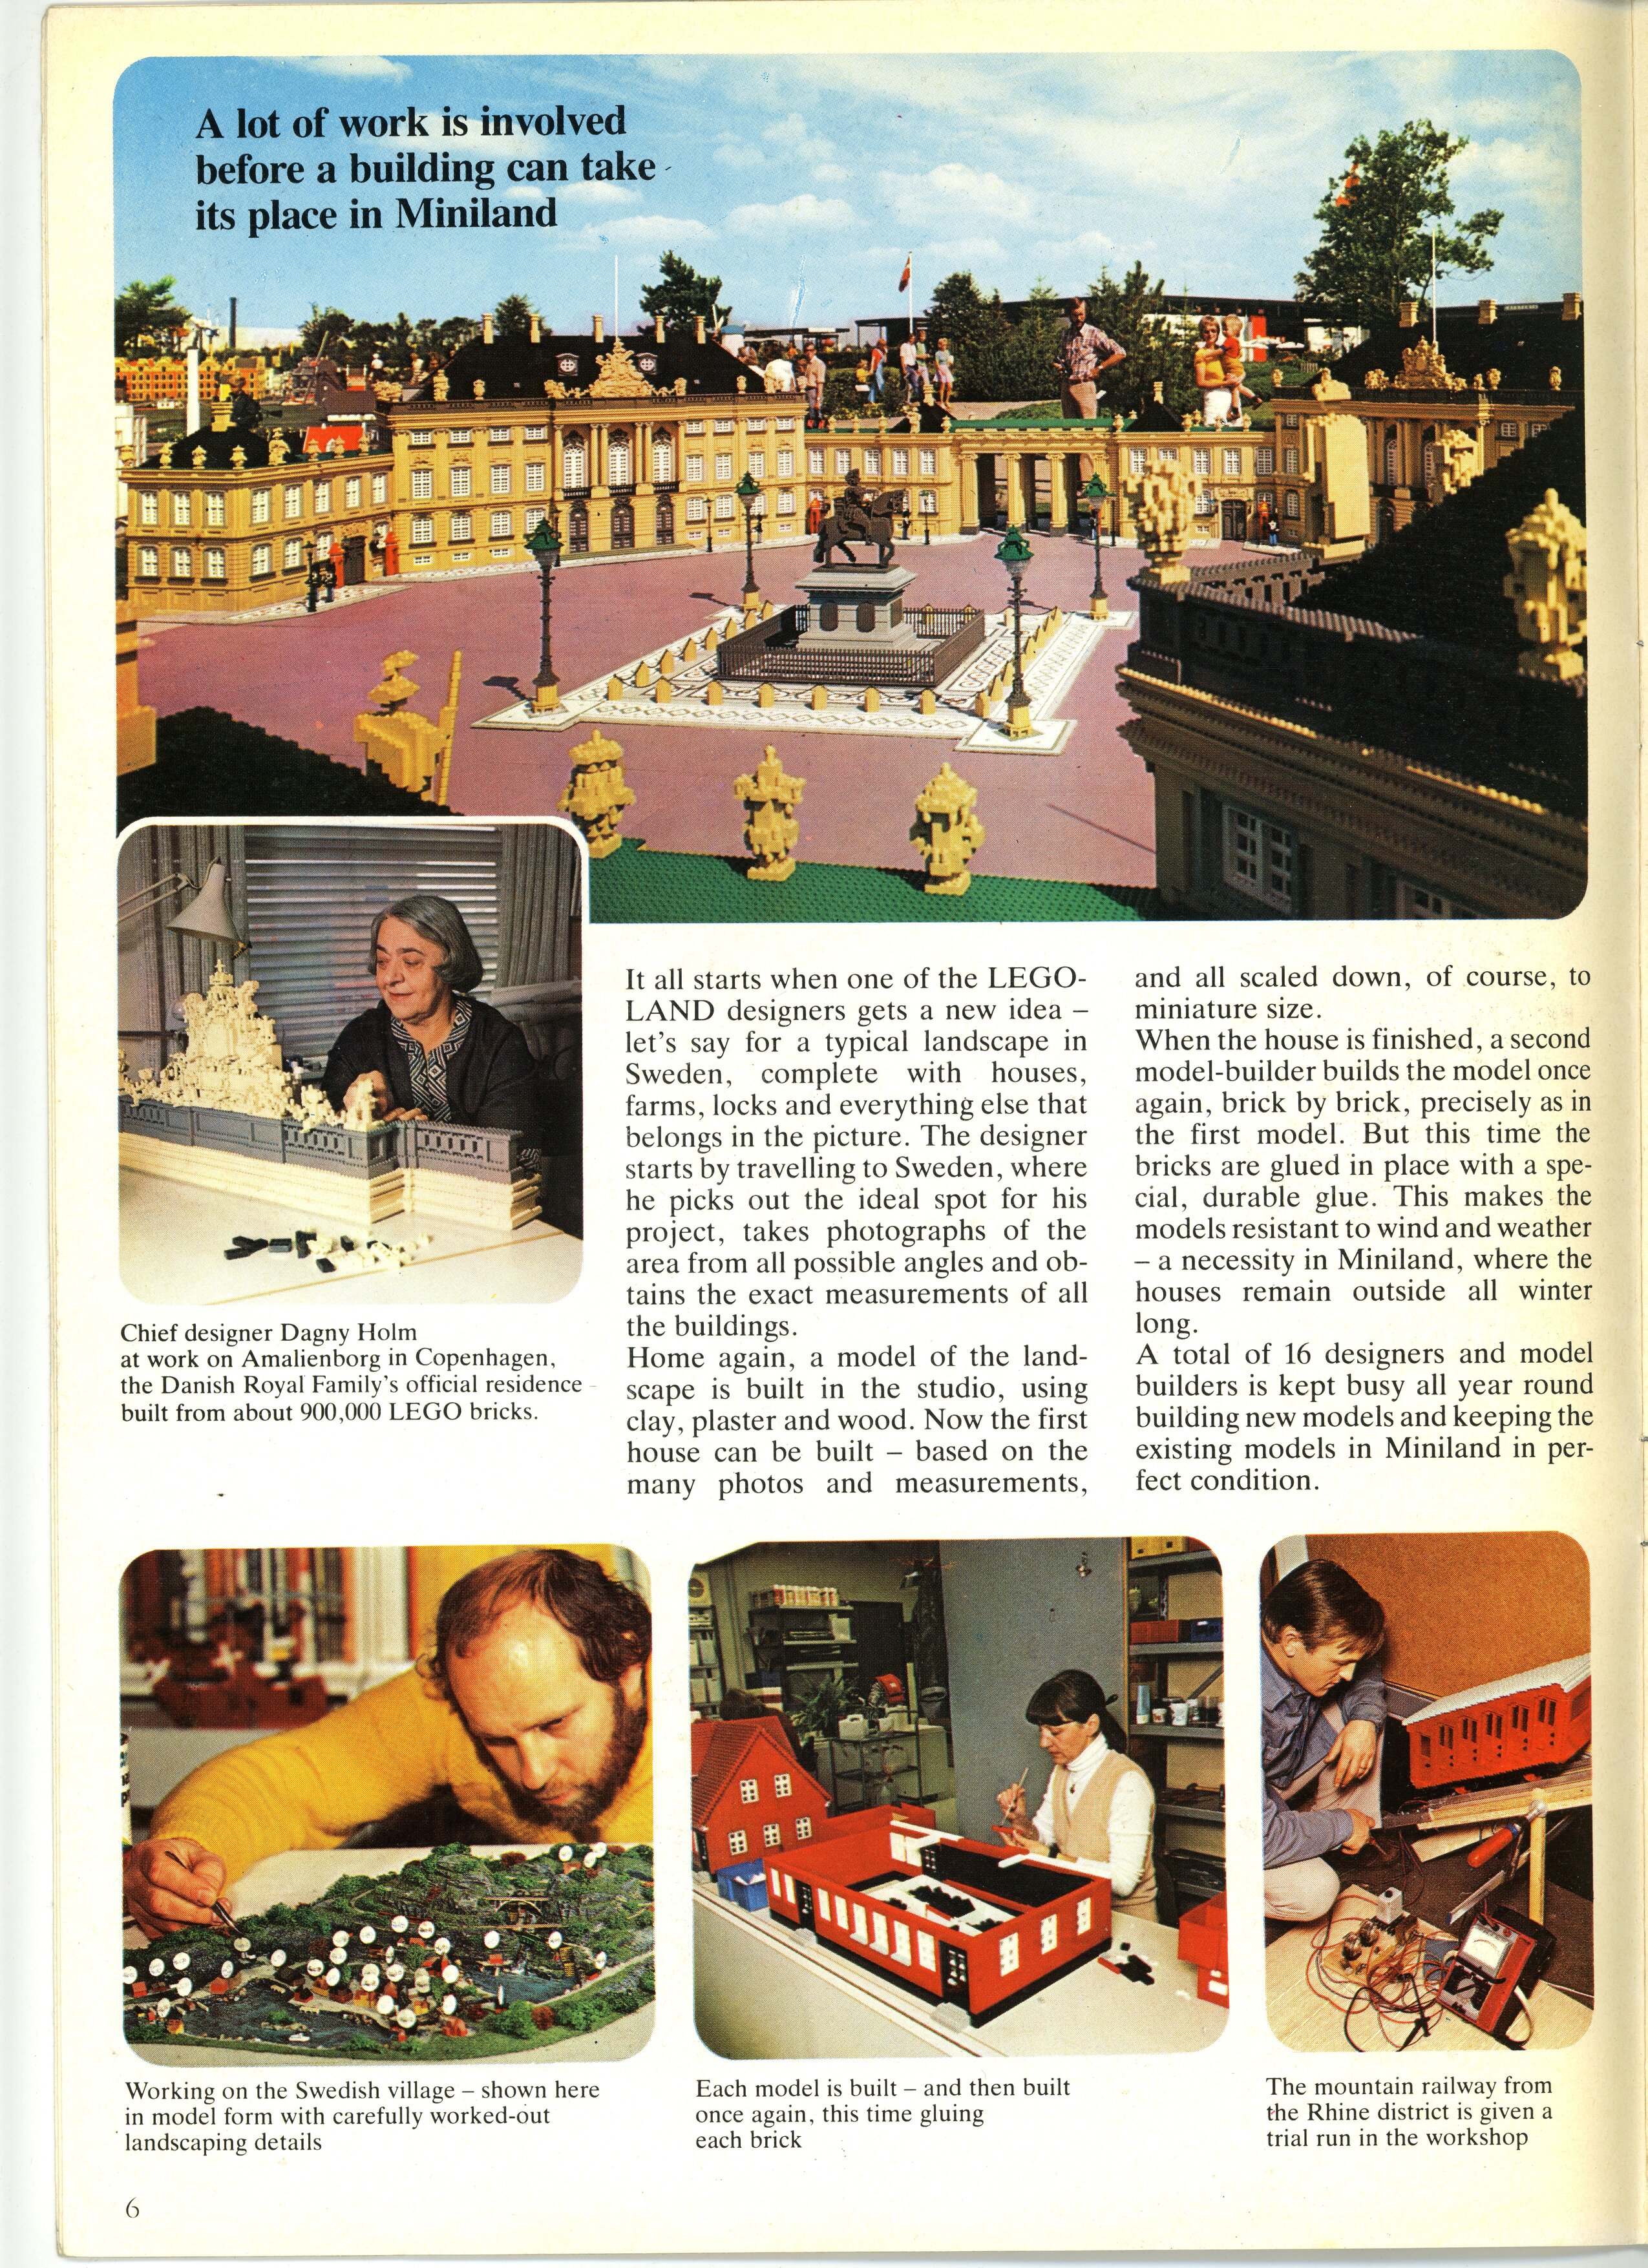 A lot of work is involved
before a building can take
its place in Miniland
It all starts when one of the LEGO-
LAND designers gets a new idea –
let's say for a typical landscape in
Sweden, complete with houses,
farms, locks and everything else that
belongs in the picture. The designer
starts by travelling to Sweden, where
he picks out the ideal spot for his
project, takes photographs of the
area from all possible angles and ob-
tains the exact measurements of all
the buildings.
Home again, a model of the land-
scape is built in the studio, using
clay, plaster and wood. Now the first
house can be built – based on the
many photos and measurements,
and all scaled down, of course, to
miniature size.
When the house is finished, a second
model-builder builds the model once
again, brick by brick, precisely as in
the first model. But this time the
bricks are glued in place with a spe-
cial, durable glue. This makes the
models resistant to wind and weather
– a necessity in Miniland, where the
houses remain outside all winter
long.
A total of 16 designers and model
builders is kept busy all year round
building new models and keeping the
existing models in Miniland in per-
fect condition.
Chief designer Dagny Holm
at work on Amalienborg in Copenhagen,
the Danish Royal Family's official residence
built from about 900,000 LEGO bricks.
Working on the Swedish village – shown here
in model form with carefully worked-out
landscaping details
Each model is built – and then built
once again, this time gluing
each brick
The mountain railway from
the Rhine district is given a
trial run in the workshop
6